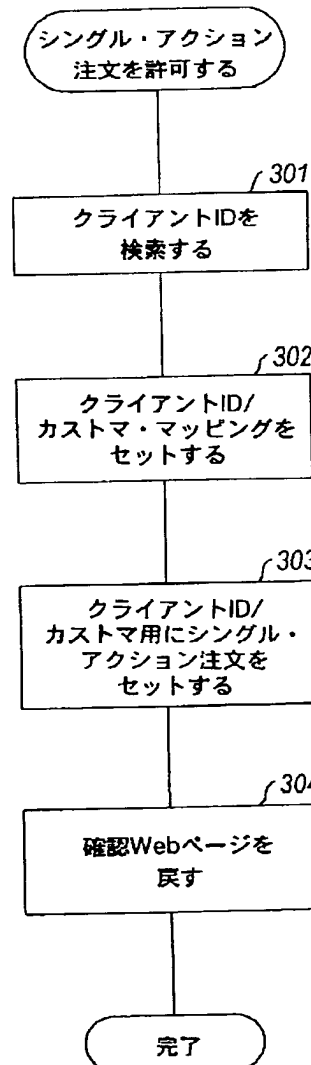 シングル・アクション
注文を許可する
301
クライアントIDを
検索する
302
クライアントID/
カストマ・マッピングを
セットする
303
クライアントID/
カストマ用にシングル・
アクション注文を
セットする
304
確認Webページを
戻す
完了